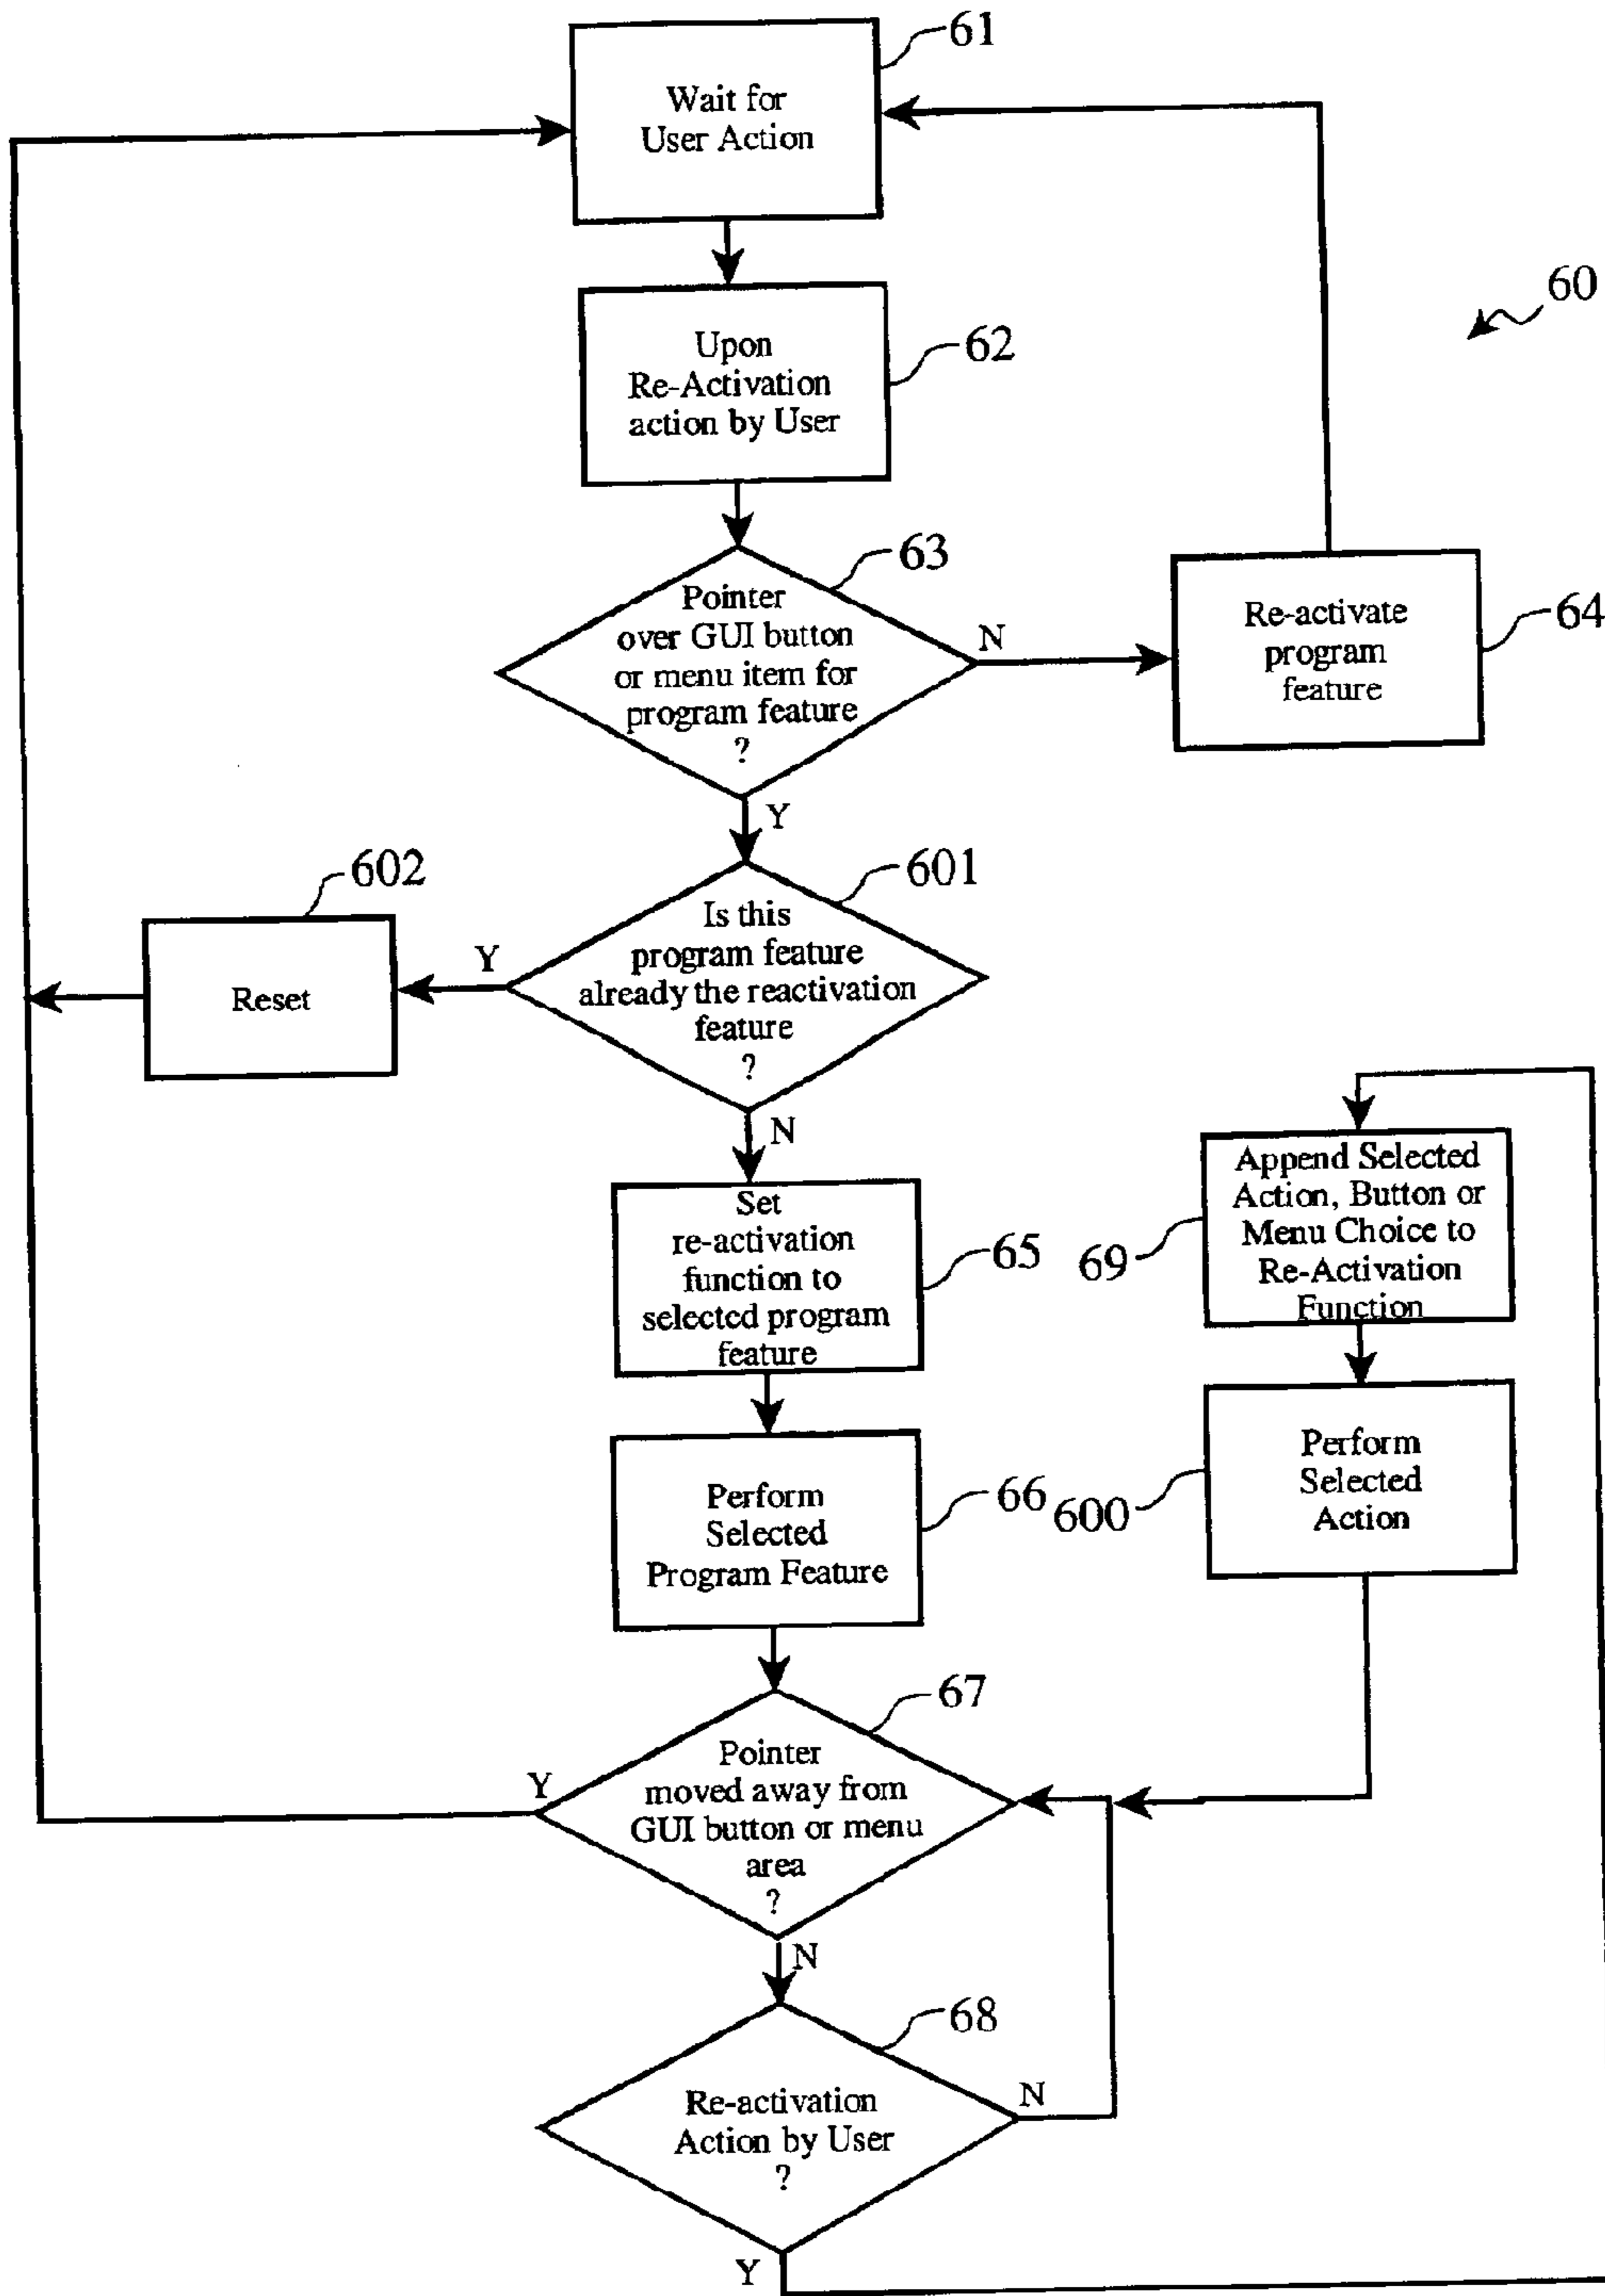 61
Wait for
User Action
60
Upon
Re-Activation
action by User
62
63
Pointer
over GUI button
or menu item for
program feature
?
N
Y
Re-activate
program
feature
64
602
Reset
Y
601
Is this
program feature
already the reactivation
feature
?
N
Set
re-activation
function to
selected program
feature
65
69
Append Selected
Action, Button or
Menu Choice to
Re-Activation
Function
Perform
Selected
Program Feature
66
600
Perform
Selected
Action
67
Y
Pointer
moved away from
GUI button or menu
area
?
N
68
Re-activation
Action by User
?
N
Y